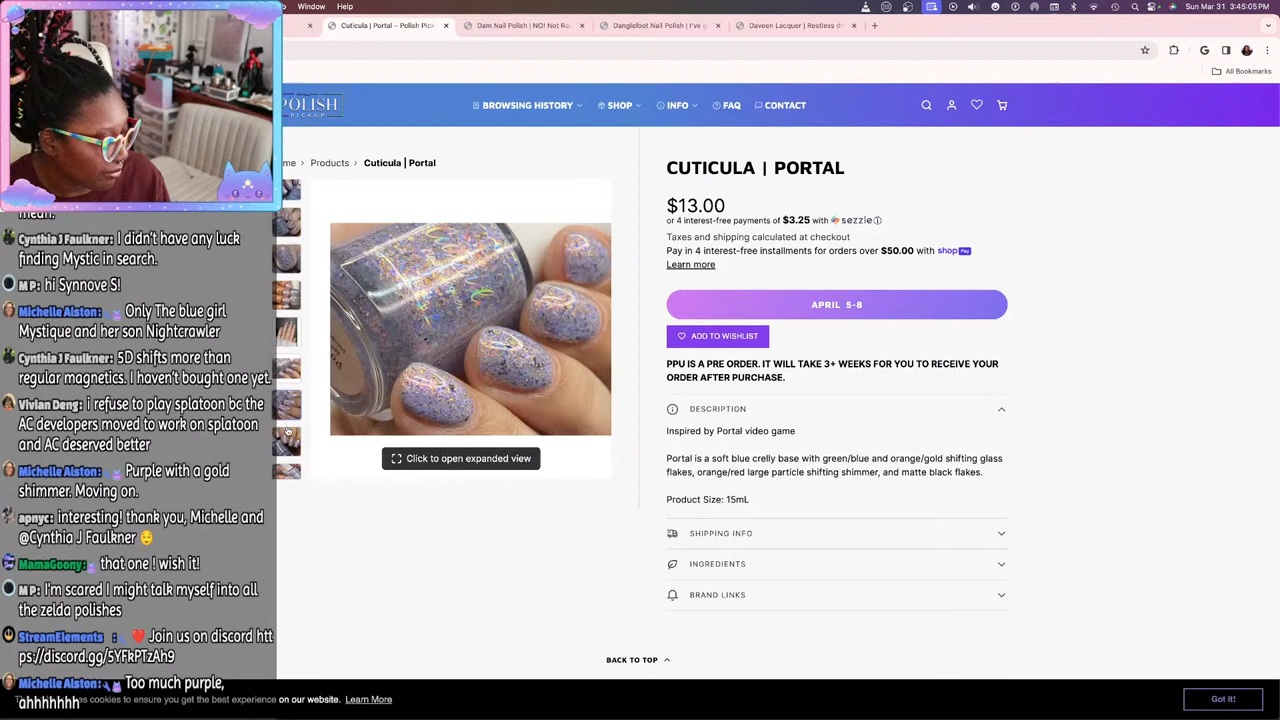 Window
Help
Sun Mar 31 3:45:05 PM
Cuticula | Portal – Polish Pick
Dam Nail Polish | NO! Not Ra
Danglefoot Nail Polish | I've g
Daveen Lacquer | Restless d
All Bookmarks
POLISH
PICKUP
BROWSING HISTORY
SHOP
INFO
FAQ
CONTACT
me > Products > Cuticula | Portal
CUTICULA | PORTAL
$13.00
or 4 interest-free payments of $3.25 with sezzle
Taxes and shipping calculated at checkout
Pay in 4 interest-free installments for orders over $50.00 with shop Pay
Learn more
APRIL 5-8
ADD TO WISHLIST
PPU IS A PRE ORDER. IT WILL TAKE 3+ WEEKS FOR YOU TO RECEIVE YOUR
ORDER AFTER PURCHASE.
DESCRIPTION
Inspired by Portal video game
Portal is a soft blue crelly base with green/blue and orange/gold shifting glass
flakes, orange/red large particle shifting shimmer, and matte black flakes.
Product Size: 15mL
SHIPPING INFO
INGREDIENTS
BRAND LINKS
Click to open expanded view
BACK TO TOP
mean.
Cynthia J Faulkner: I didn't have any luck
finding Mystic in search.
MP: hi Synnove S!
Michelle Alston: Only The blue girl
Mystique and her son Nightcrawler
Cynthia J Faulkner: 5D shifts more than
regular magnetics. I haven't bought one yet.
Vivian Deng: i refuse to play splatoon bc the
AC developers moved to work on splatoon
and AC deserved better
Michelle Alston: Purple with a gold
shimmer. Moving on.
apnyc: interesting! thank you, Michelle and
@Cynthia J Faulkner 😌
MamaGoony: that one ! wish it!
MP: I'm scared I might talk myself into all
the zelda polishes
StreamElements : ❤️ Join us on discord htt
ps://discord.gg/5YFkPTzAh9
Michelle Alston: Too much purple,
ahhhhhhh
es cookies to ensure you get the best experience on our website. Learn More
Got it!